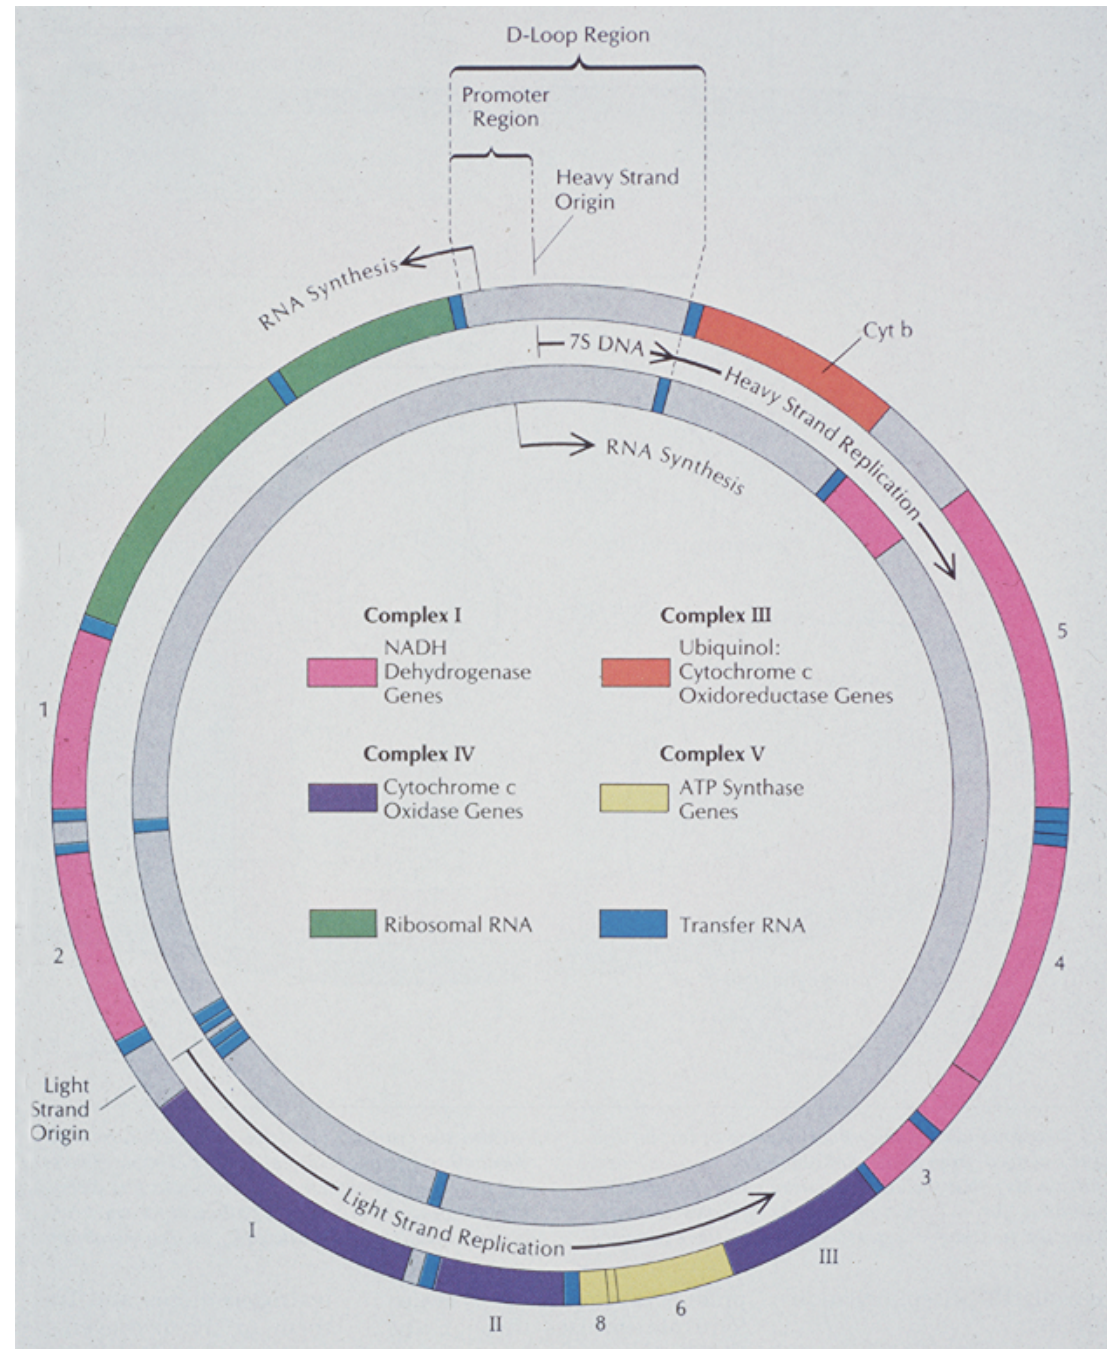 D-Loop Region
Promoter
Region
Heavy Strand
Origin
RNA Synthesis
7S DNA
Cyt b
Heavy Strand Replication
RNA Synthesis
Complex I
NADH
Dehydrogenase
Genes
Complex III
Ubiquinol:
Cytochrome c
Oxidoreductase Genes
5
1
Complex IV
Cytochrome c
Oxidase Genes
Complex V
ATP Synthase
Genes
Ribosomal RNA
Transfer RNA
2
4
Light
Strand
Origin
3
Light Strand Replication
I
III
II
8
6